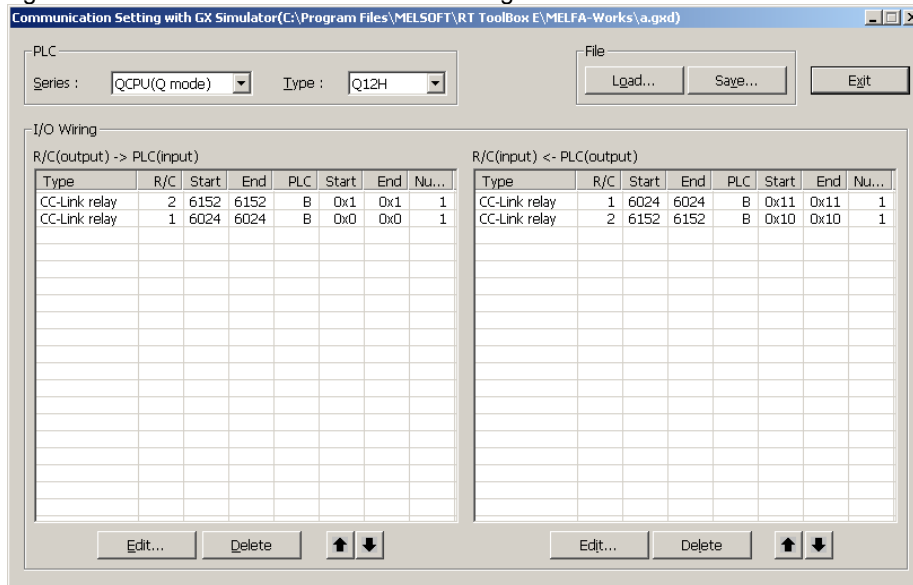 Communication Setting with GX Simulator(C:\Program Files\MELSOFT\RT ToolBox E\MELFA-Works\a.gxd)
PLC
Series : QCPU(Q mode) Type : Q12H
File
Load... Save... Exit
I/O Wiring
R/C(output) -> PLC(input)
Type R/C Start End PLC Start End Nu...
CC-Link relay 2 6152 6152 B 0x1 0x1 1
CC-Link relay 1 6024 6024 B 0x0 0x0 1
Edit... Delete
R/C(input) <- PLC(output)
Type R/C Start End PLC Start End Nu...
CC-Link relay 1 6024 6024 B 0x11 0x11 1
CC-Link relay 2 6152 6152 B 0x10 0x10 1
Edit... Delete